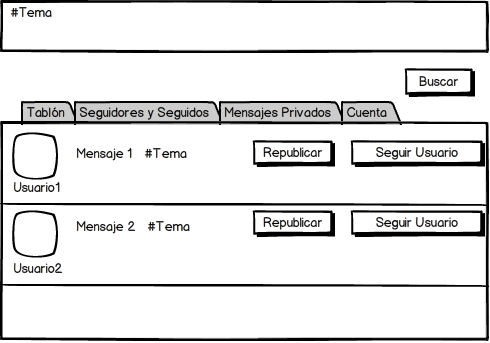 #Tema
Buscar
Tablón Seguidores y Seguidos Mensajes Privados Cuenta
Mensaje 1 #Tema Republicar Seguir Usuario
Usuario1
Mensaje 2 #Tema Republicar Seguir Usuario
Usuario2